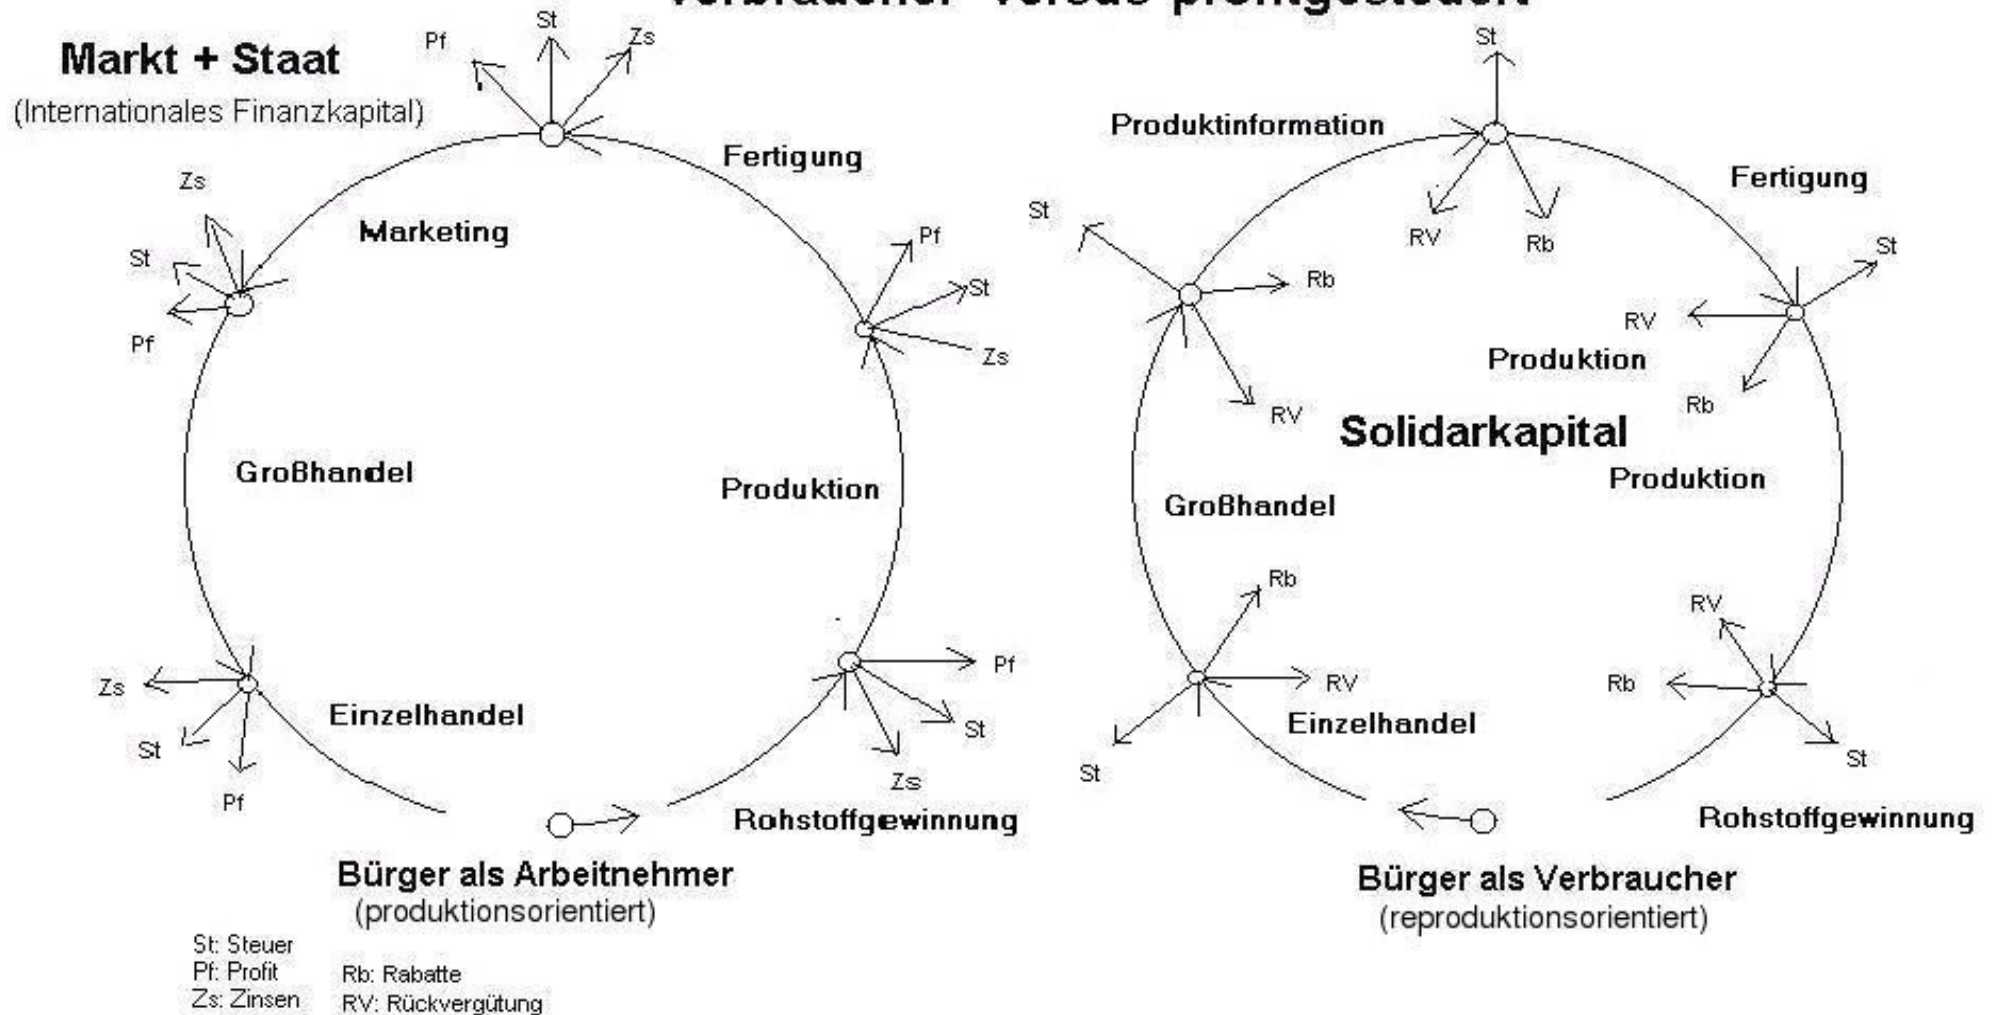 Verbraucher- versus profitgesteuert
Markt + Staat
(Internationales Finanzkapital)
Pf
St
Zs
Fertigung
Marketing
Zs
St
Pf
Pf
St
Zs
Großhandel
Produktion
Zs
St
Pf
Einzelhandel
Pf
St
Zs
Rohstoffgewinnung
Bürger als Arbeitnehmer
(produktionsorientiert)
St
Produktinformation
Fertigung
St
RV
Rb
St
Rb
RV
RV
Produktion
Rb
Solidarkapital
Produktion
Großhandel
Rb
RV
RV
Rb
Einzelhandel
St
St
Rohstoffgewinnung
Bürger als Verbraucher
(reproduktionsorientiert)
St: Steuer
Pf: Profit
Zs: Zinsen
Rb: Rabatte
RV: Rückvergütung